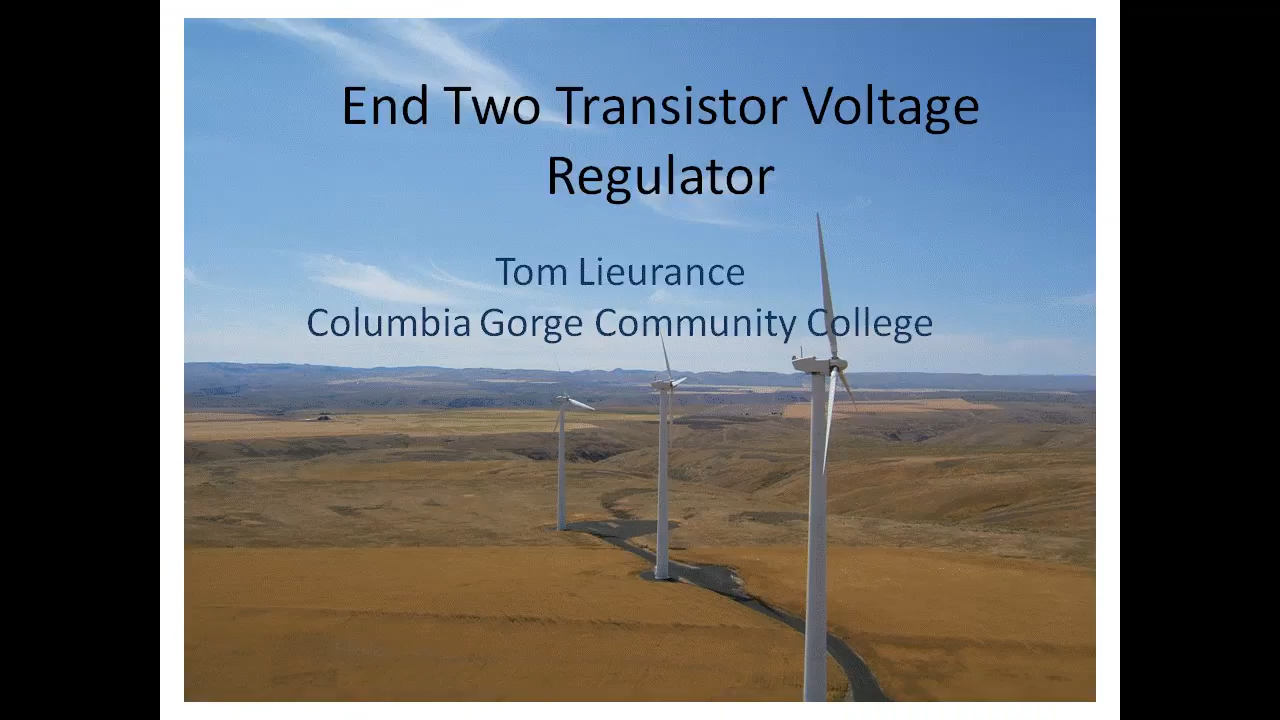 End Two Transistor Voltage
Regulator
Tom Lieurance
Columbia Gorge Community College